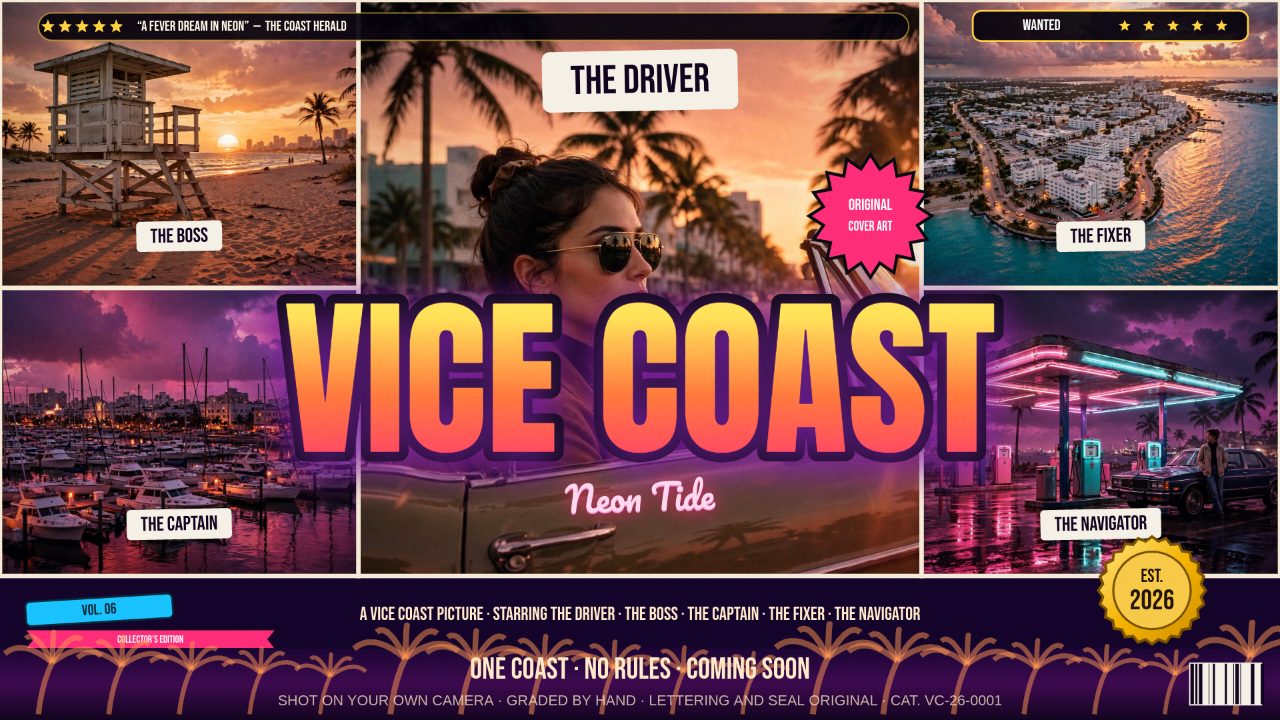 ★★★★★ “A FEVER DREAM IN NEON” — THE COAST HERALD
WANTED ★ ★ ★ ★ ★
THE DRIVER
ORIGINAL
COVER ART
THE BOSS
THE FIXER
VICE COAST
Neon Tide
THE CAPTAIN
THE NAVIGATOR
EST.
2026
VOL. 06
COLLECTOR'S EDITION
A VICE COAST PICTURE · STARRING THE DRIVER · THE BOSS · THE CAPTAIN · THE FIXER · THE NAVIGATOR
ONE COAST · NO RULES · COMING SOON
SHOT ON YOUR OWN CAMERA · GRADED BY HAND · LETTERING AND SEAL ORIGINAL · CAT. VC-26-0001